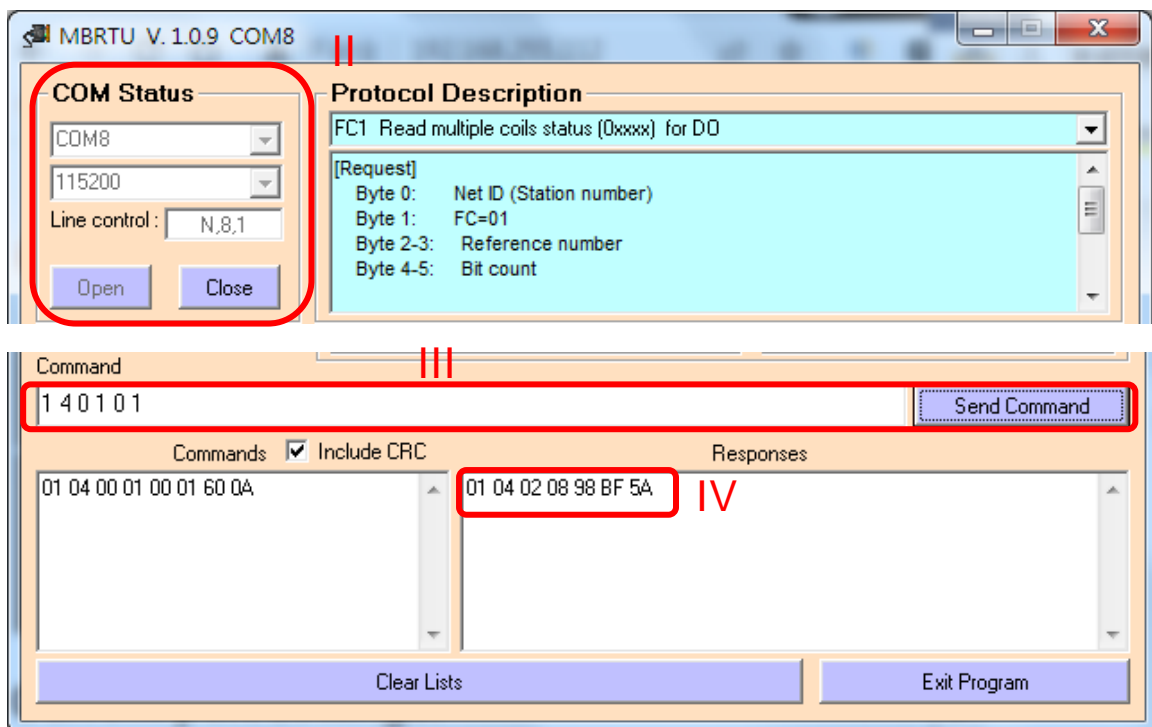 MBRTU V. 1.0.9 COM8
II
COM Status
COM8
115200
Line control : N,8,1
Open Close
Protocol Description
FC1 Read multiple coils status (0xxxx) for DO
[Request]
Byte 0: Net ID (Station number)
Byte 1: FC=01
Byte 2-3: Reference number
Byte 4-5: Bit count
Command
III
1 4 0 1 0 1
Send Command
Commands Include CRC
Responses
01 04 00 01 00 01 60 0A
01 04 02 08 98 BF 5A
IV
Clear Lists
Exit Program